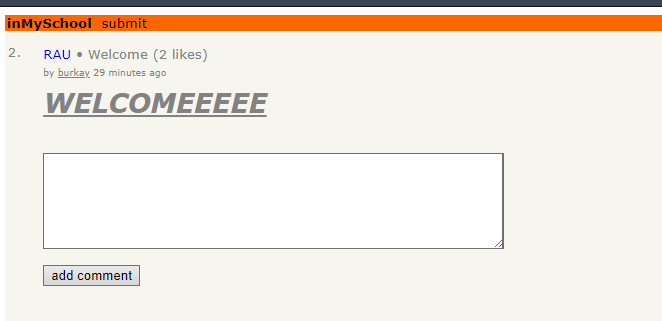 inMySchool submit
2. RAU • Welcome (2 likes)
by burkay 29 minutes ago
WELCOMEEEEE
add comment